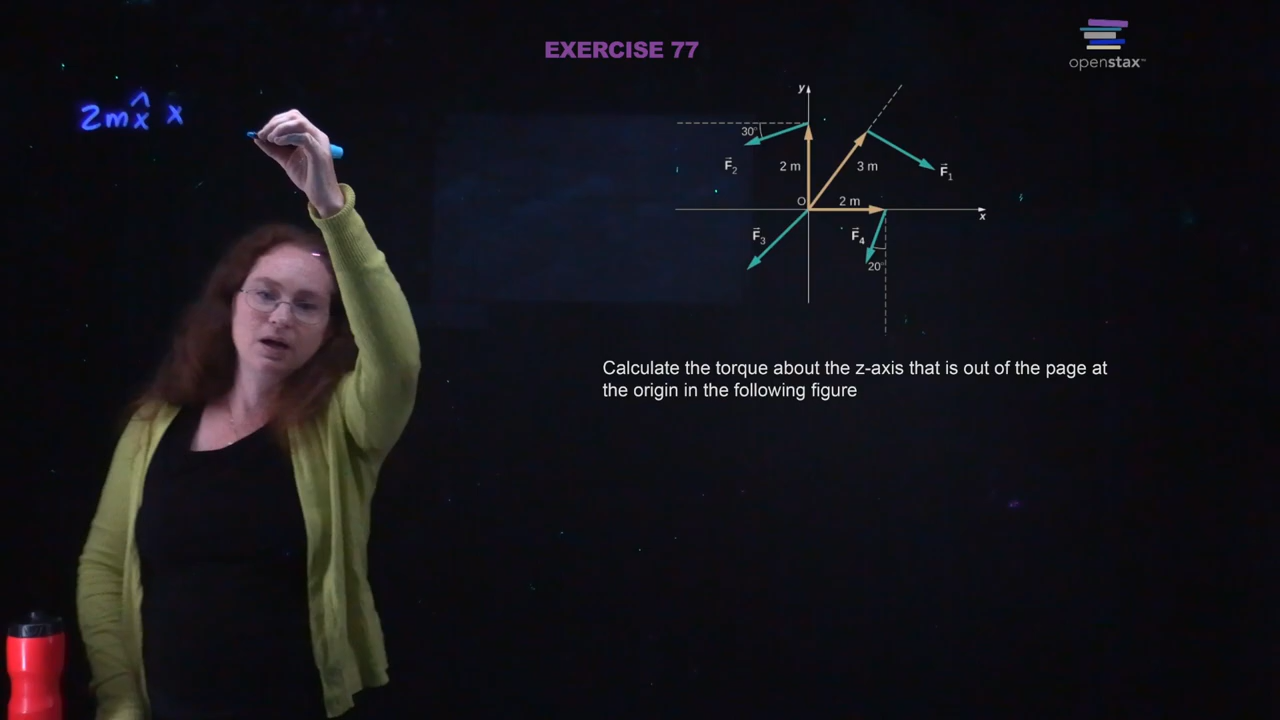 EXERCISE 77
openstax™
2m x̂ x
y
30°
F⃗₂
2 m
3 m
F⃗₁
O
2 m
x
F⃗₃
F⃗₄
20°
Calculate the torque about the z-axis that is out of the page at
the origin in the following figure